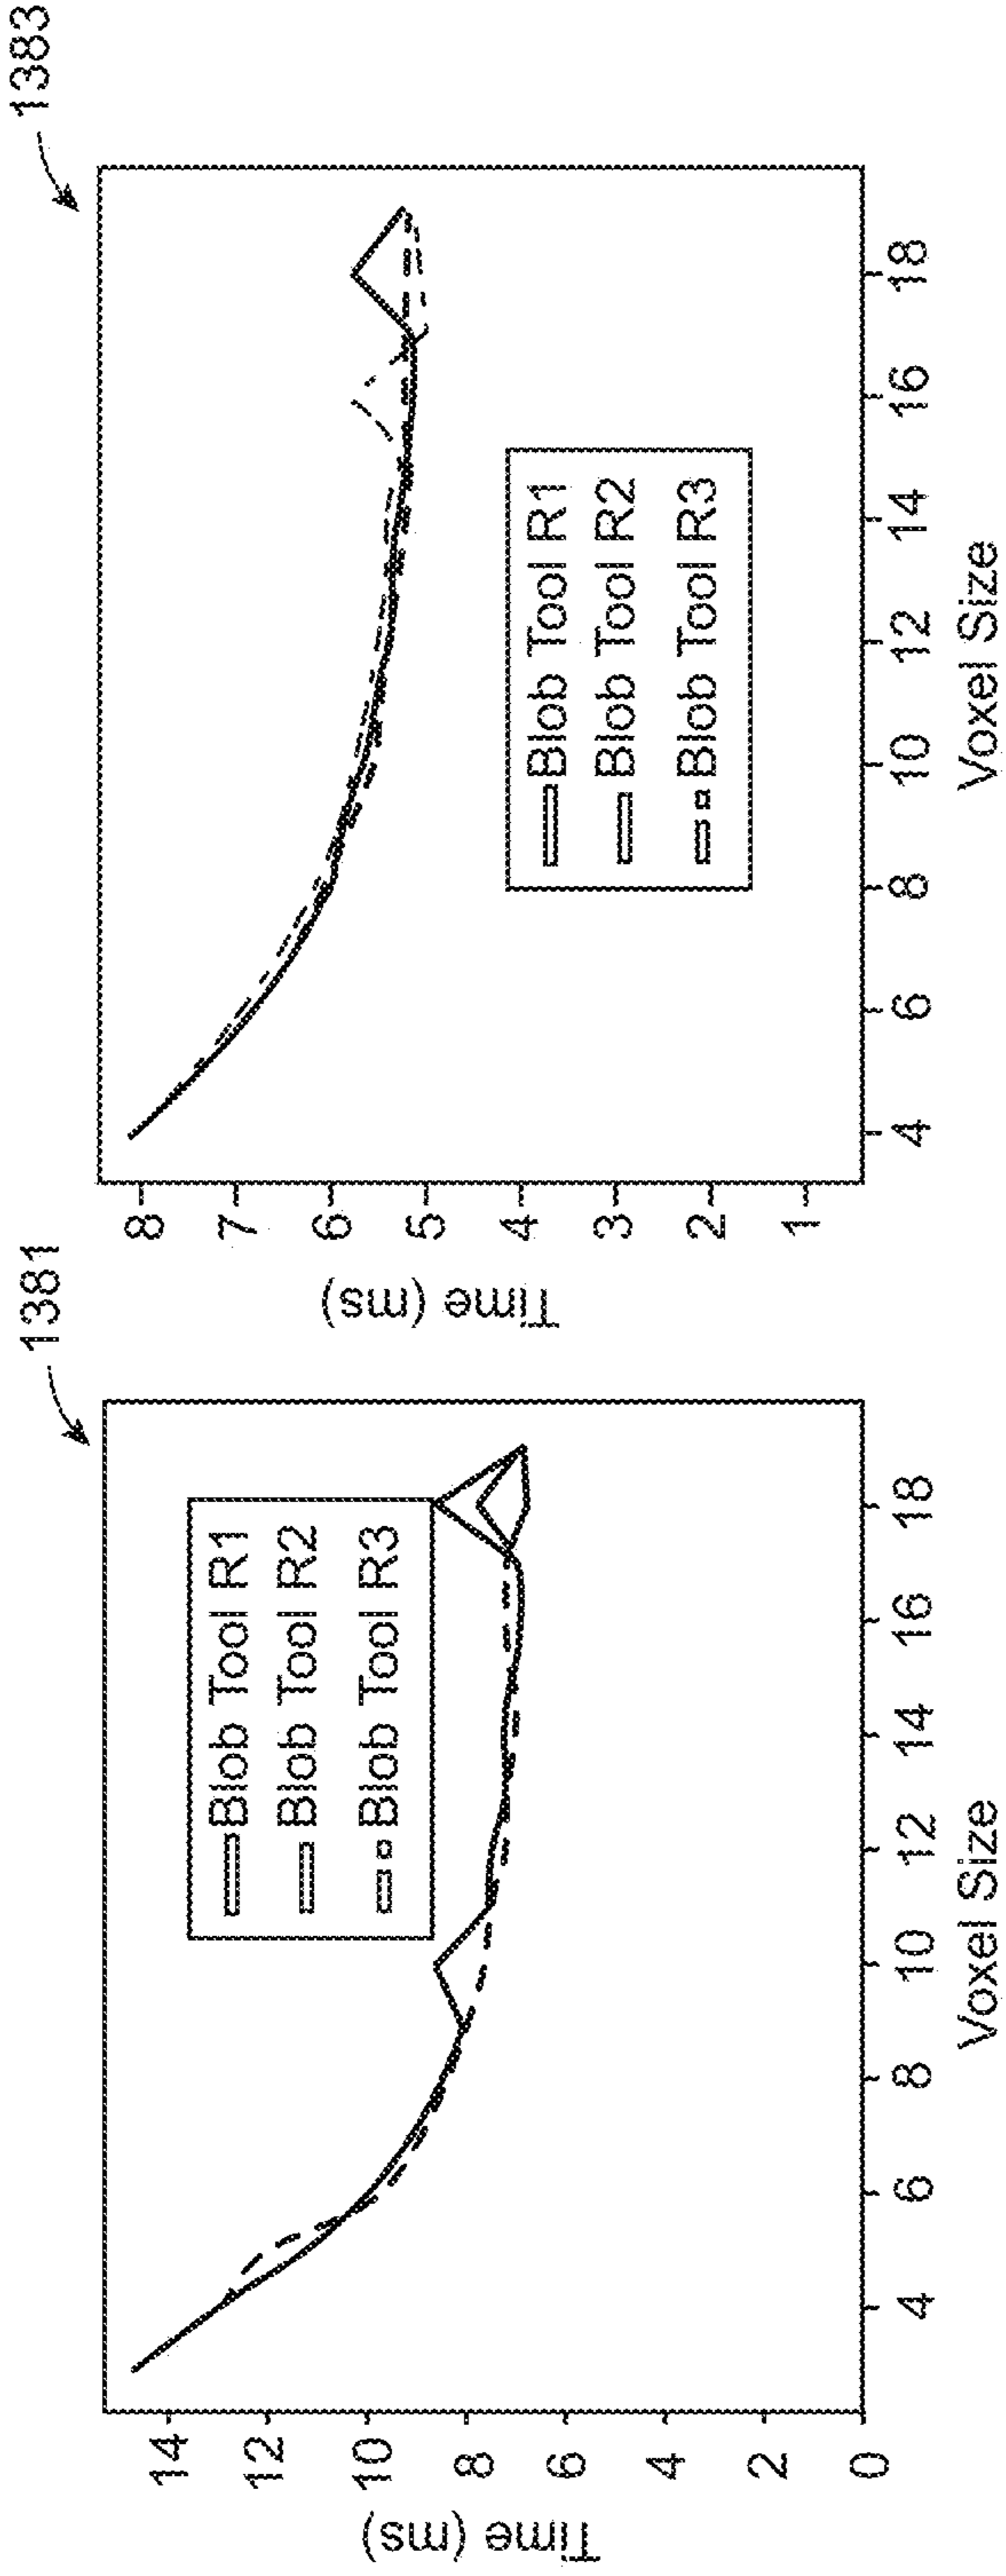 1381
Time (ms)
14
12
10
8
6
4
2
0
Blob Tool R1
Blob Tool R2
Blob Tool R3
4 6 8 10 12 14 16 18
Voxel Size
1383
Time (ms)
8
7
6
5
4
3
2
1
Blob Tool R1
Blob Tool R2
Blob Tool R3
4 6 8 10 12 14 16 18
Voxel Size